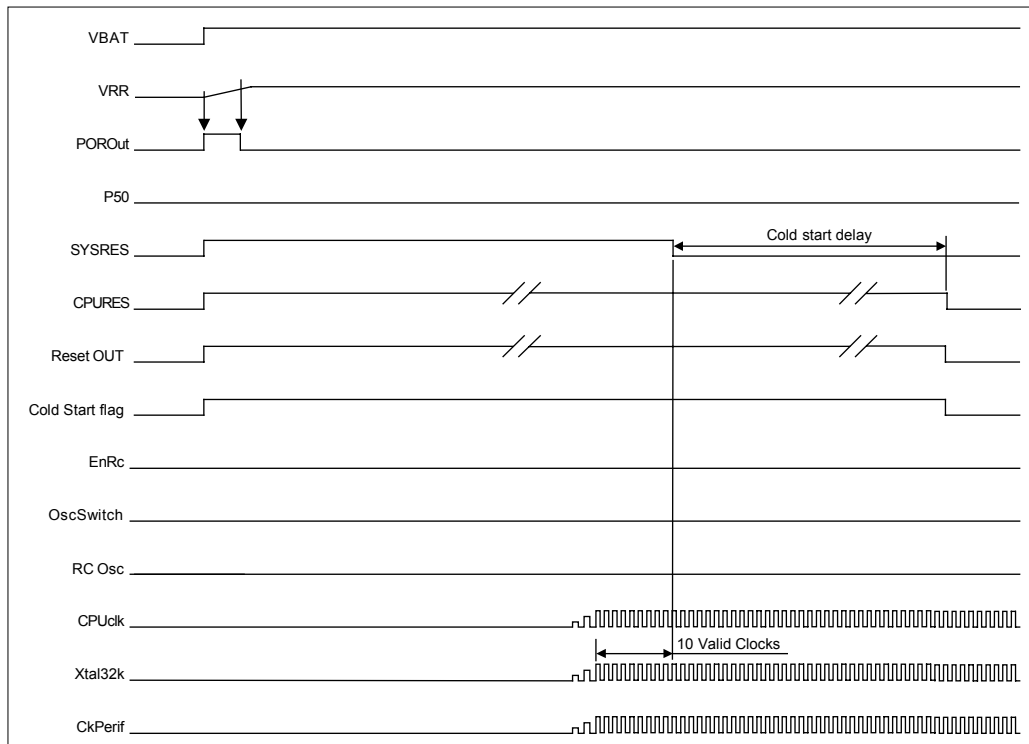 VBAT
VRR
POROut
P50
SYSRES
Cold start delay
CPURES
Reset OUT
Cold Start flag
EnRc
OscSwitch
RC Osc
CPUclk
10 Valid Clocks
Xtal32k
CkPerif